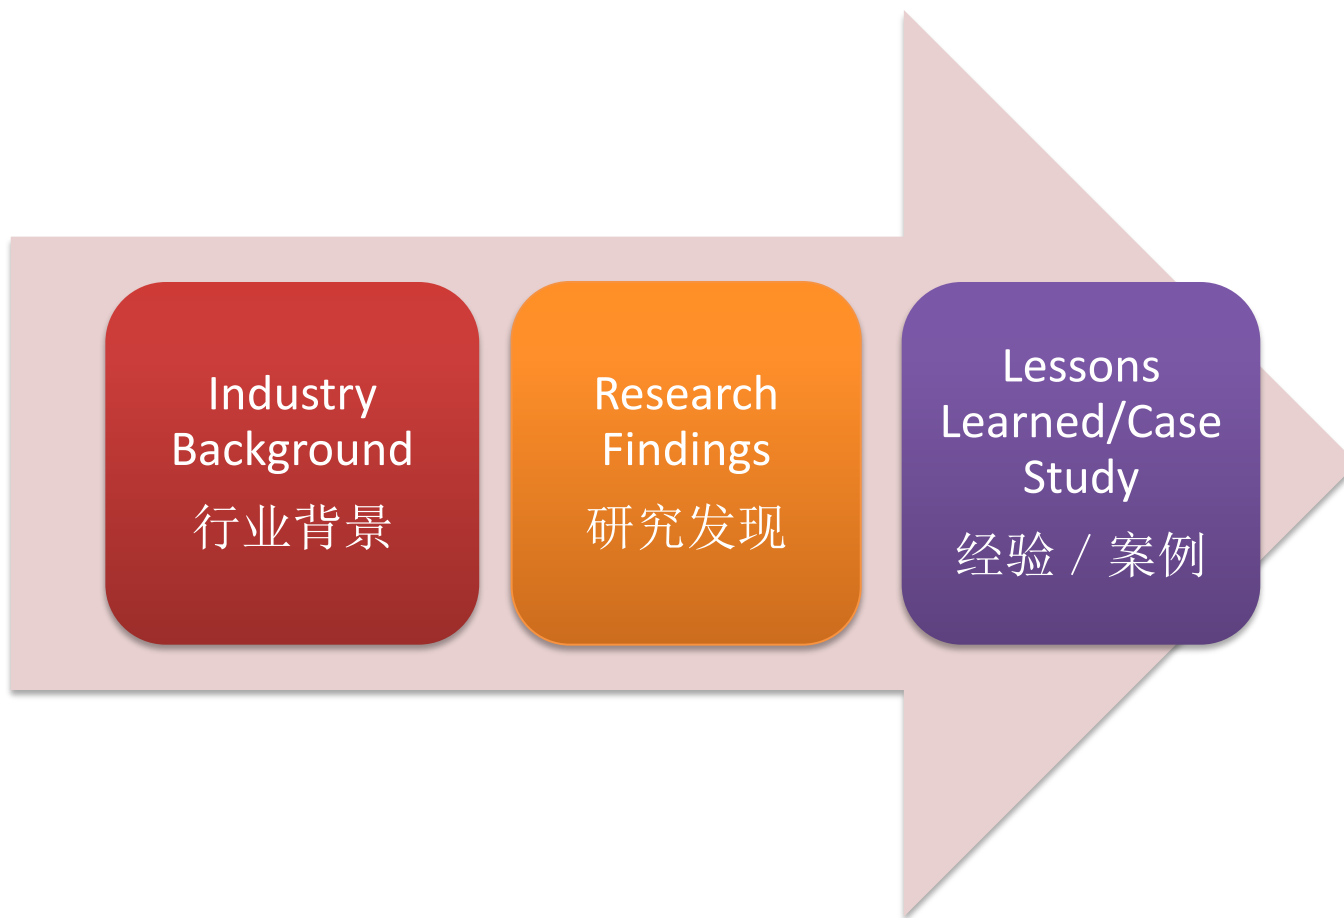 Industry
Background
行业背景
Research
Findings
研究发现
Lessons
Learned/Case
Study
经验 / 案例